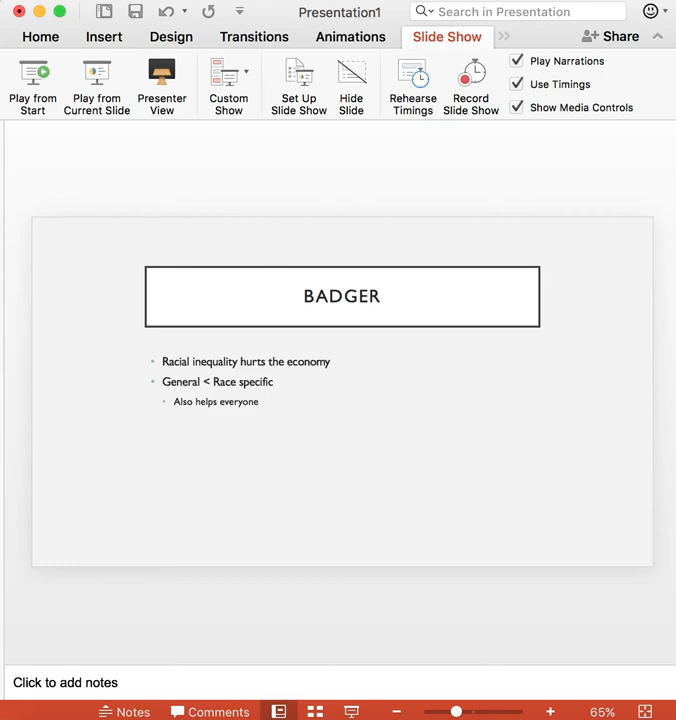 Presentation1
Search in Presentation
Home Insert Design Transitions Animations Slide Show Share
Play from Start
Play from Current Slide
Presenter View
Custom Show
Set Up Slide Show
Hide Slide
Rehearse Timings
Record Slide Show
Play Narrations
Use Timings
Show Media Controls
BADGER
Racial inequality hurts the economy
General < Race specific
Also helps everyone
Click to add notes
Notes Comments 65%